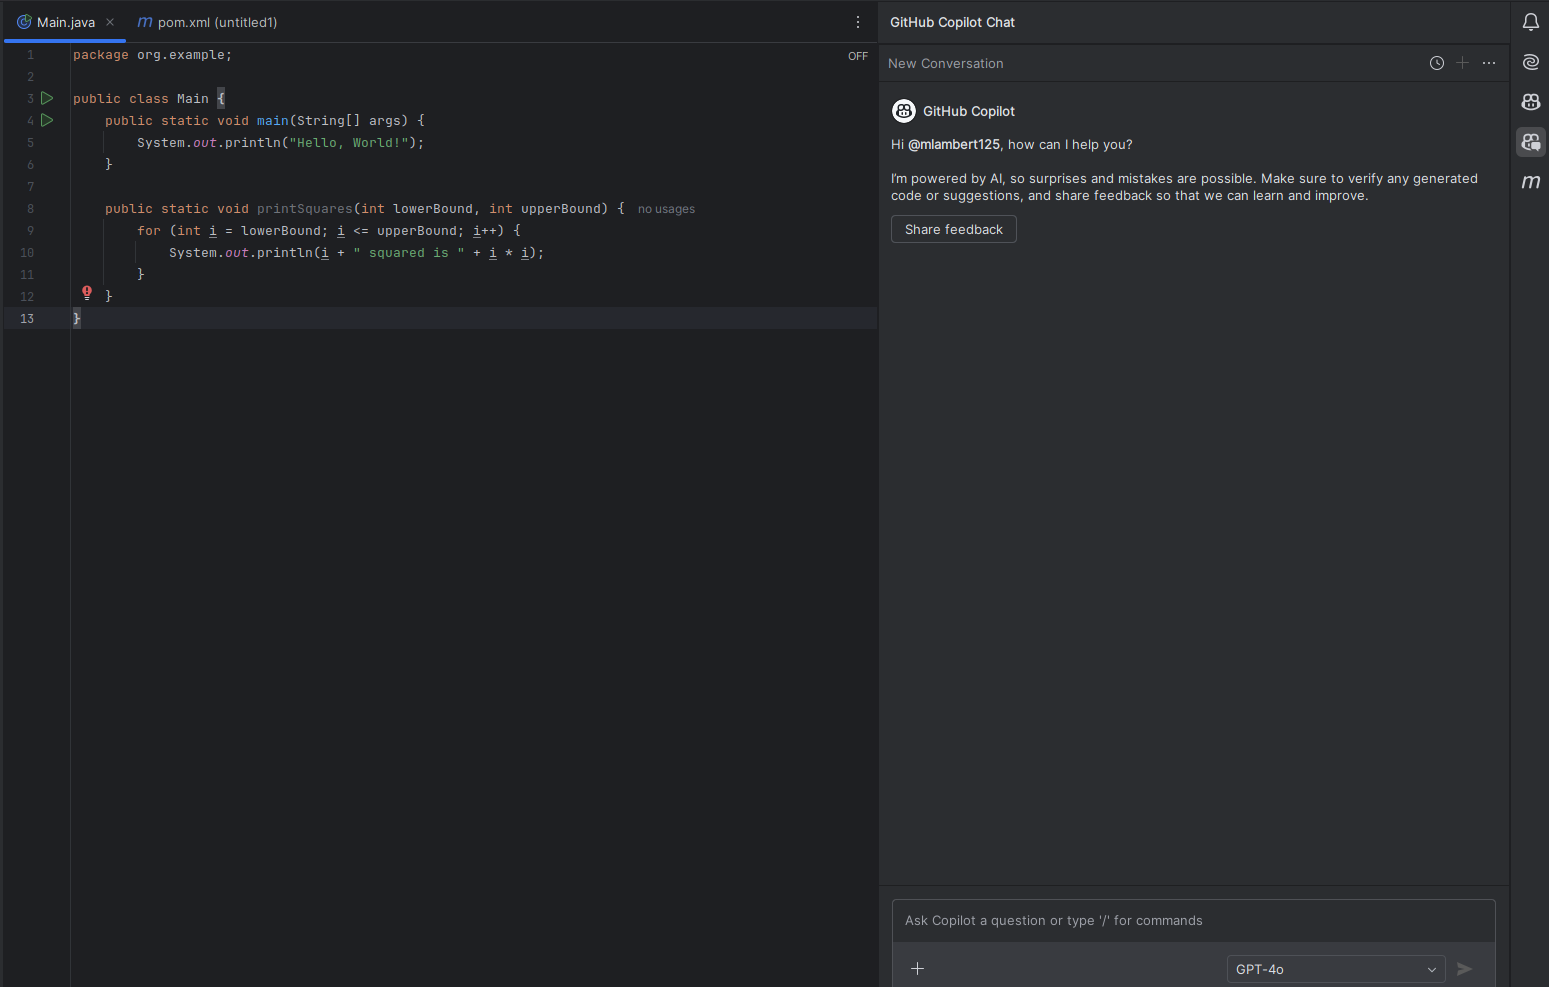 Main.java
m pom.xml (untitled1)
OFF
1 package org.example;
2
3 public class Main {
4 public static void main(String[] args) {
5 System.out.println("Hello, World!");
6 }
7
8 public static void printSquares(int lowerBound, int upperBound) { no usages
9 for (int i = lowerBound; i <= upperBound; i++) {
10 System.out.println(i + " squared is " + i * i);
11 }
12 }
13 }
GitHub Copilot Chat
New Conversation
GitHub Copilot
Hi @mlambert125, how can I help you?
I'm powered by AI, so surprises and mistakes are possible. Make sure to verify any generated
code or suggestions, and share feedback so that we can learn and improve.
Share feedback
Ask Copilot a question or type '/' for commands
GPT-4o
m